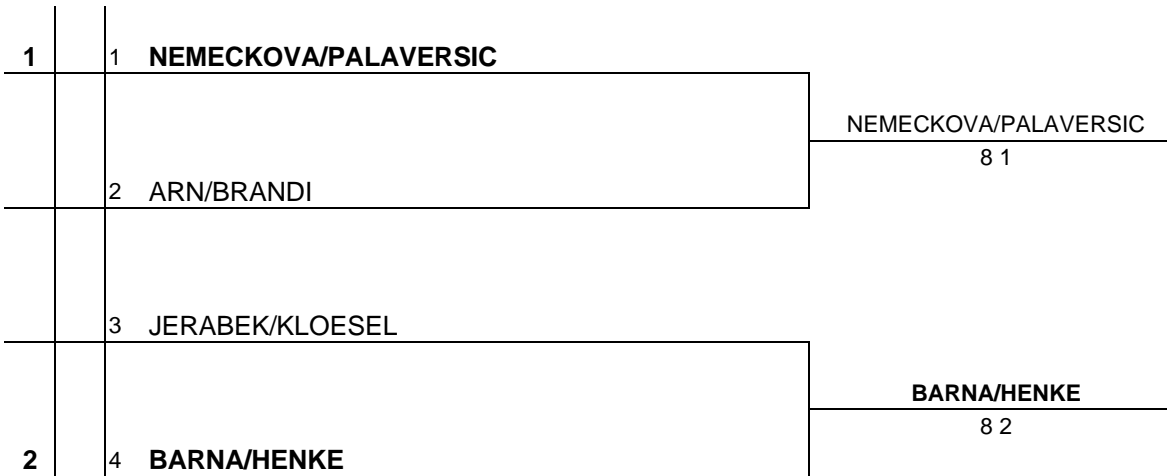 1 1 NEMECKOVA/PALAVERSIC
NEMECKOVA/PALAVERSIC
8 1
2 ARN/BRANDI
3 JERABEK/KLOESEL
BARNA/HENKE
8 2
2 4 BARNA/HENKE